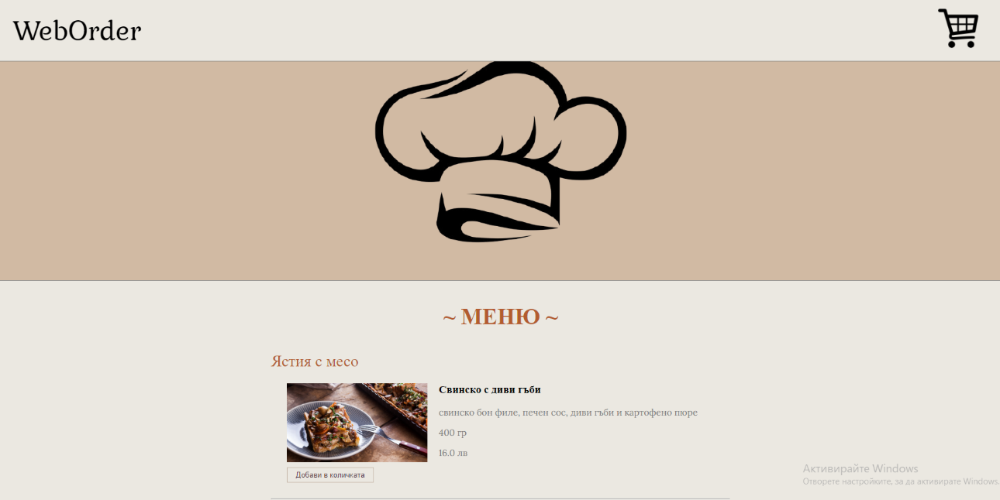 WebOrder
~ МЕНЮ ~
Ястия с месо
Свинско с диви гъби
свинско бон филе, печен сос, диви гъби и картофено пюре
400 гр
16.0 лв
Добави в количката
Активирайте Windows
Отворете настройките, за да активирате Windows.